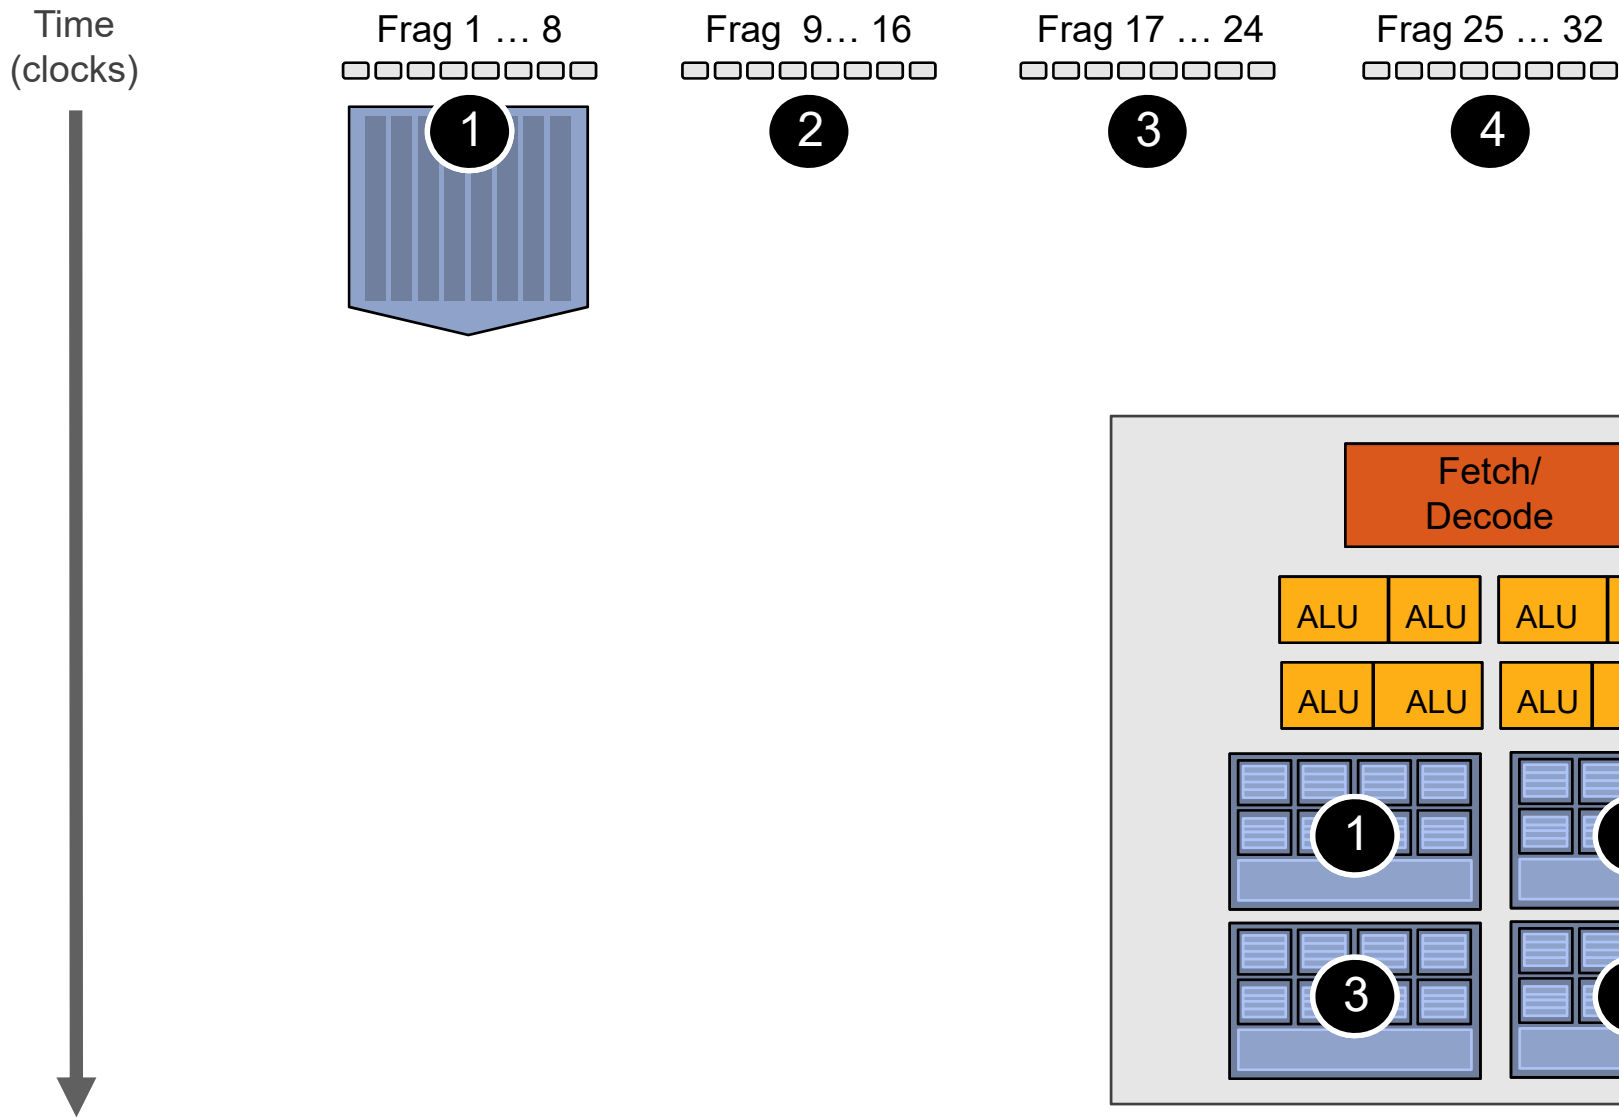 Time
(clocks)
Frag 1 … 8
Frag  9… 16
Frag 17 … 24
Frag 25 … 32
1
2
3
4
Fetch/
Decode
ALU ALU ALU
ALU ALU ALU
1
3